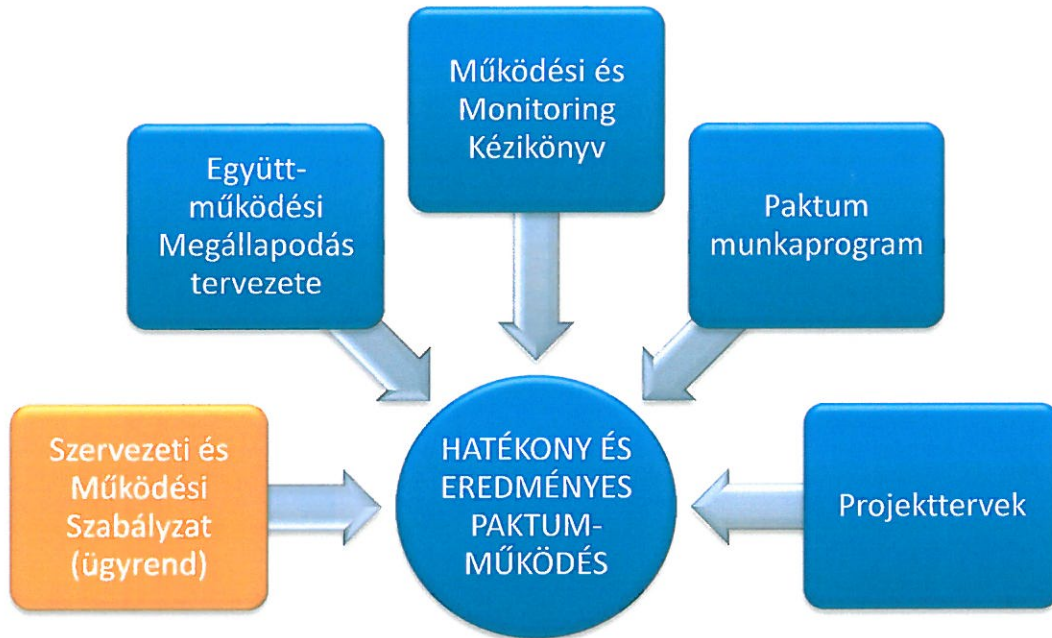 Működési és
Monitoring
Kézikönyv
Együtt-
működési
Megállapodás
tervezete
Paktum
munkaprogram
Szervezeti és
Működési
Szabályzat
(ügyrend)
HATÉKONY ÉS
EREDMÉNYES
PAKTUM-
MŰKÖDÉS
Projekttervek